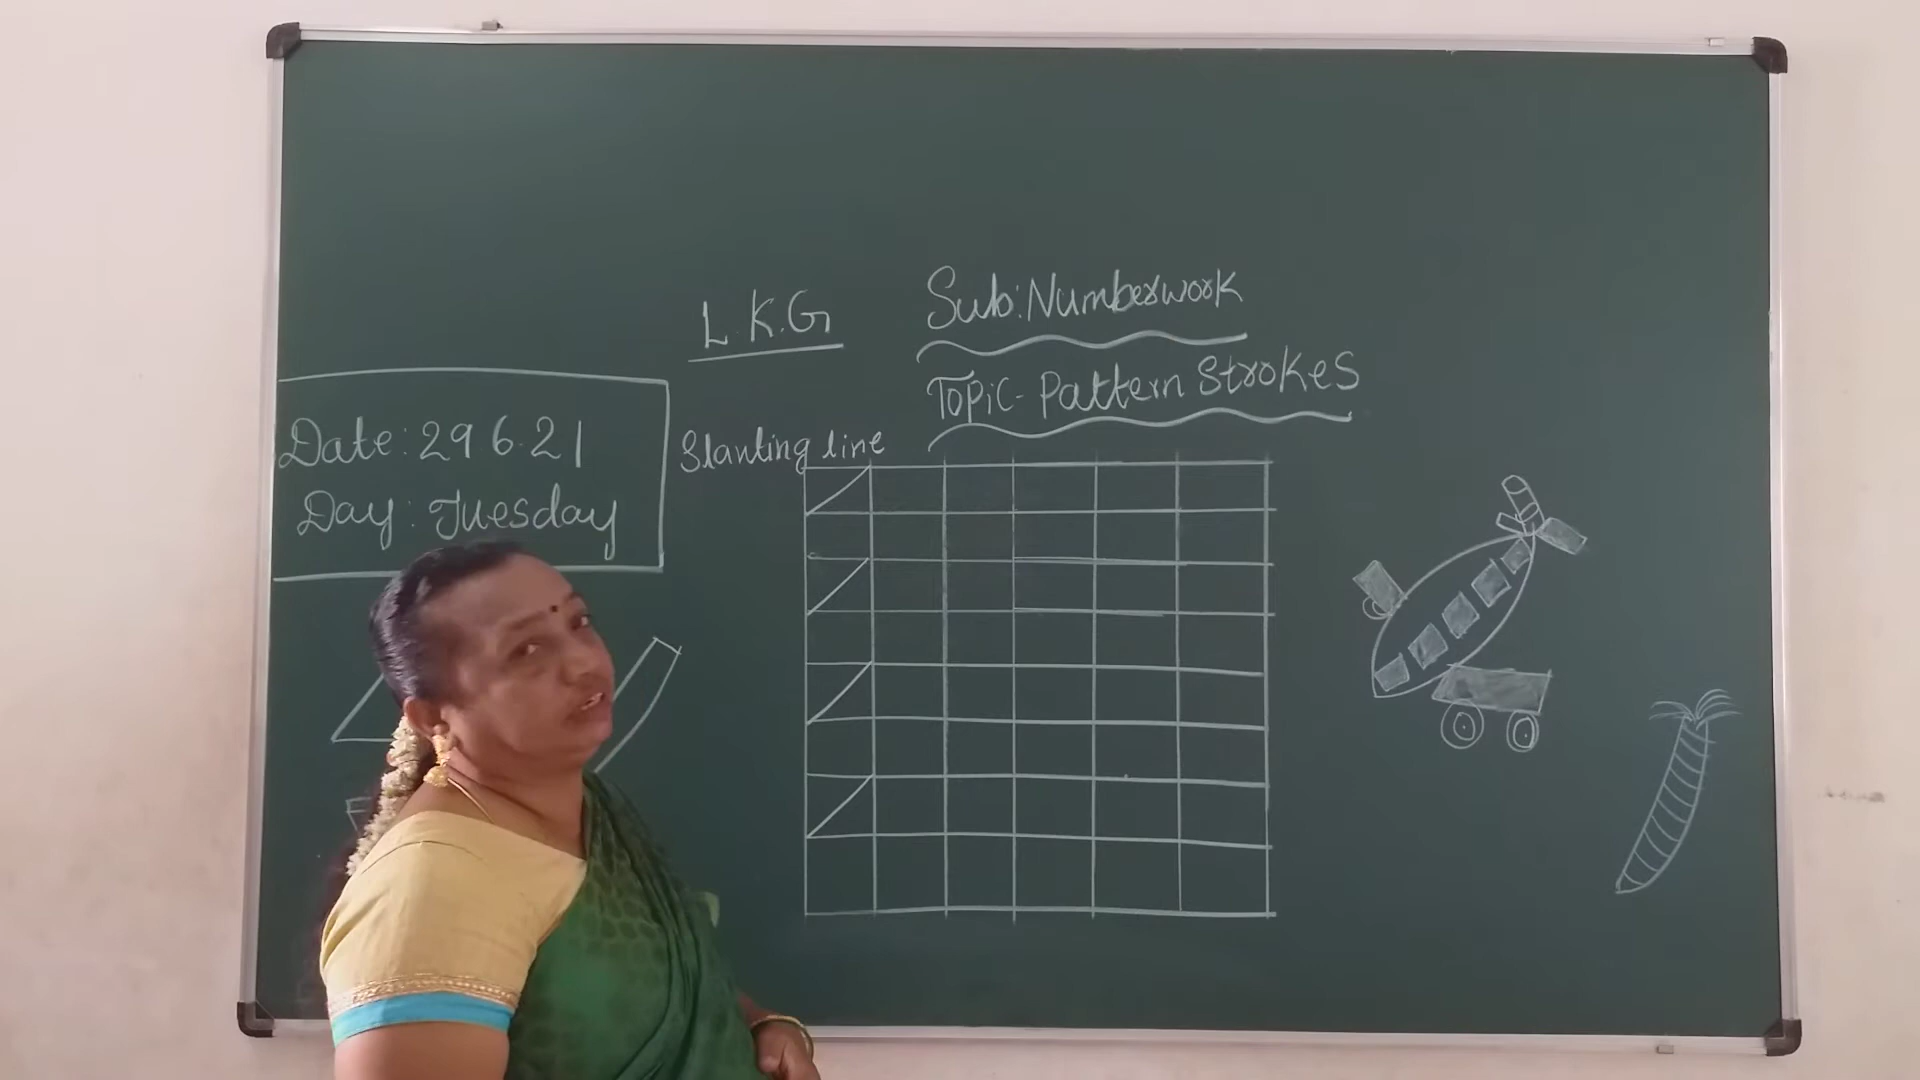 L.K.G
Sub:Numberwork
Topic-Pattern Strokes
Date:29 6.21
Day: Tuesday
Slanting line